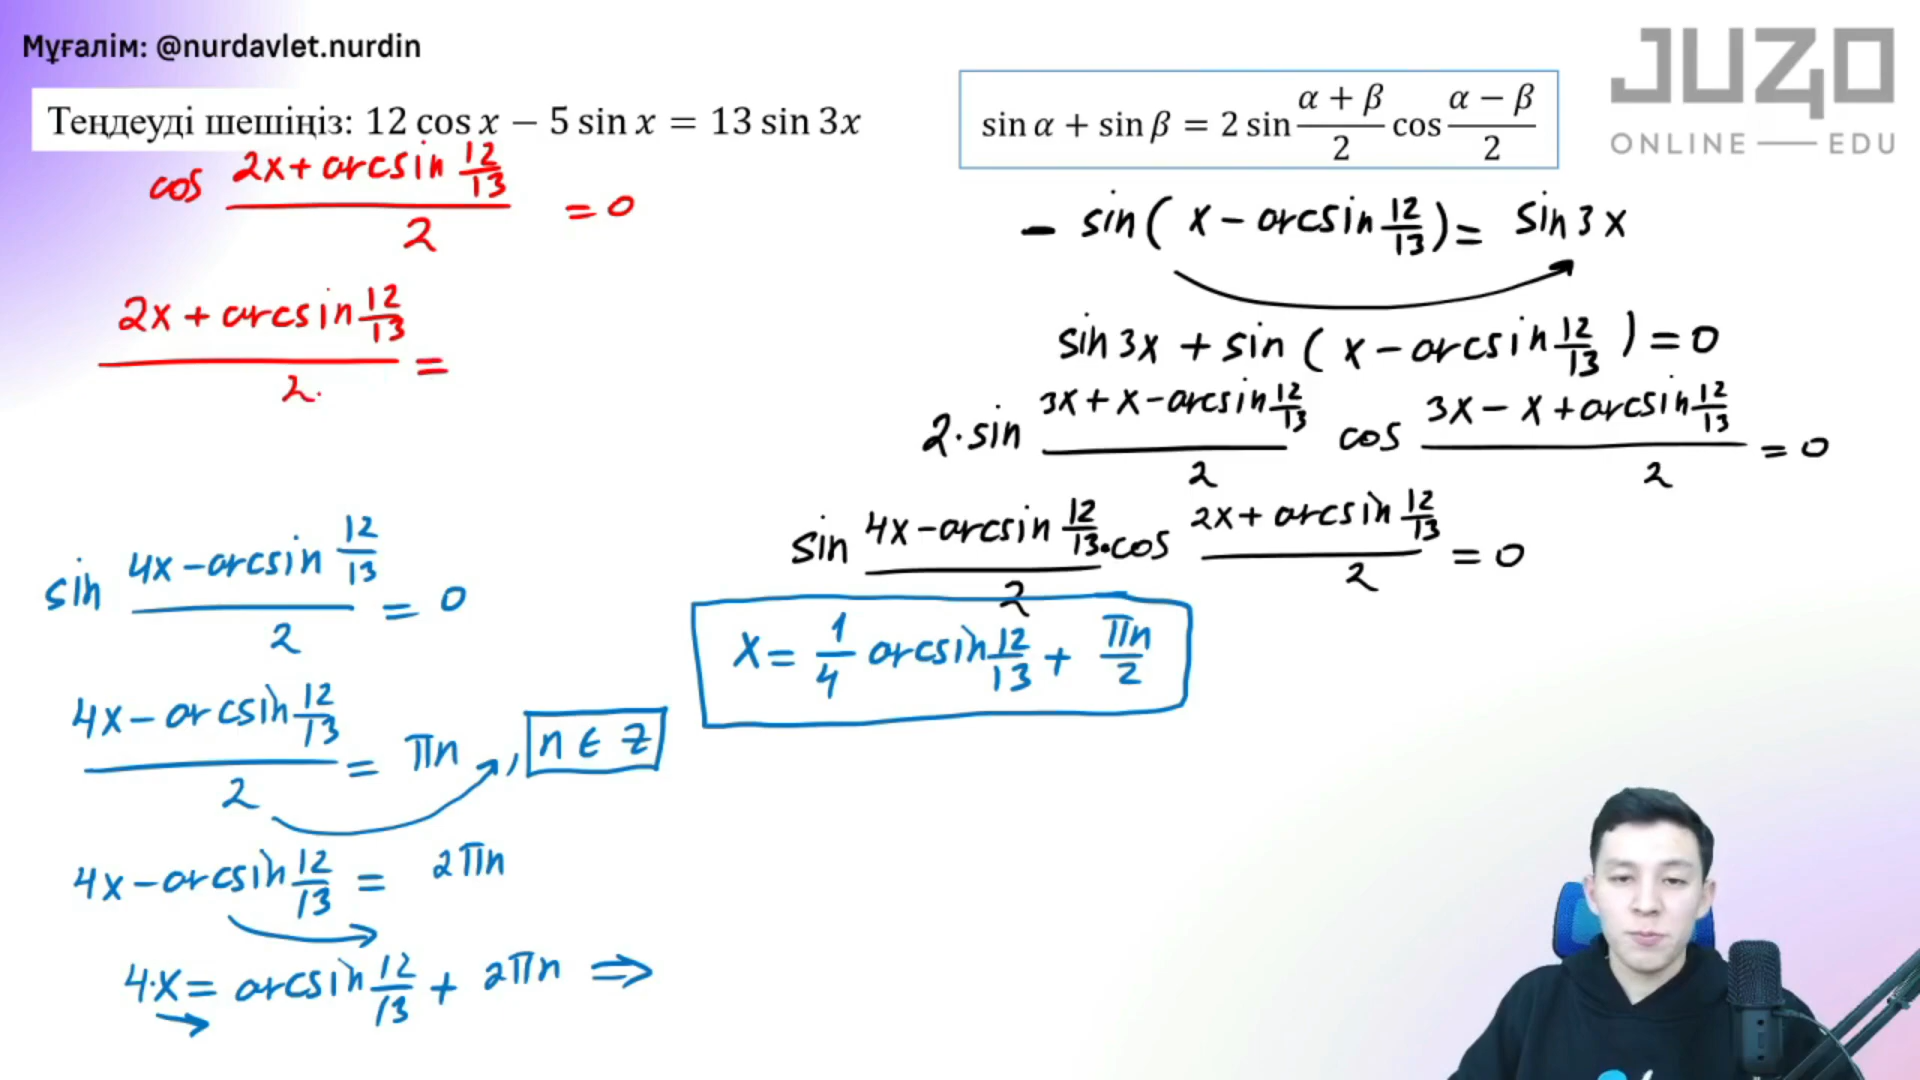 Мұғалім: @nurdavlet.nurdin
JUZ40
ONLINE — EDU
Теңдеуді шешіңіз: 12 cos x − 5 sin x = 13 sin 3x
sin α + sin β = 2 sin (α + β)/2 cos (α − β)/2
cos (2x + arcsin 12/13)/2 = 0
(2x + arcsin 12/13)/2 =
− sin(x − arcsin 12/13) = sin 3x
sin 3x + sin (x − arcsin 12/13) = 0
2 · sin (3x + x − arcsin 12/13)/2 cos (3x − x + arcsin 12/13)/2 = 0
sin (4x − arcsin 12/13)/2 · cos (2x + arcsin 12/13)/2 = 0
sin (4x − arcsin 12/13)/2 = 0
(4x − arcsin 12/13)/2 = πn, n ∈ Z
4x − arcsin 12/13 = 2πn
4·x = arcsin 12/13 + 2πn ⇒
x = 1/4 arcsin 12/13 + πn/2